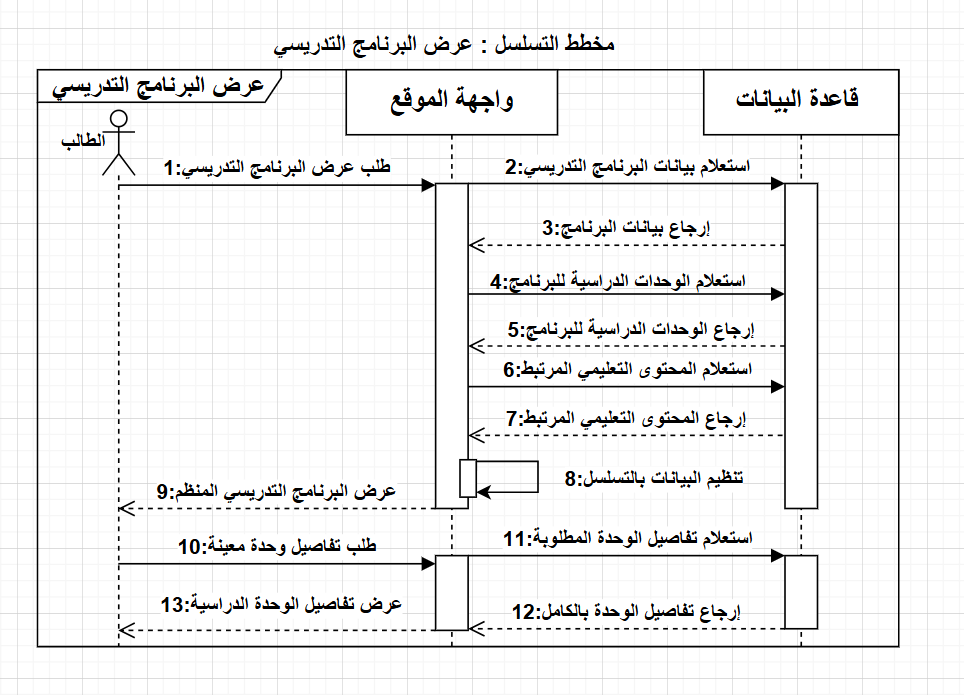 مخطط التسلسل : عرض البرنامج التدريسي
عرض البرنامج التدريسي
واجهة الموقع
قاعدة البيانات
الطالب
1:طلب عرض البرنامج التدريسي
2:استعلام بيانات البرنامج التدريسي
3:إرجاع بيانات البرنامج
4:استعلام الوحدات الدراسية للبرنامج
5:إرجاع الوحدات الدراسية للبرنامج
6:استعلام المحتوى التعليمي المرتبط
7:إرجاع المحتوى التعليمي المرتبط
8:تنظيم البيانات بالتسلسل
9:عرض البرنامج التدريسي المنظم
10:طلب تفاصيل وحدة معينة
11:استعلام تفاصيل الوحدة المطلوبة
12:إرجاع تفاصيل الوحدة بالكامل
13:عرض تفاصيل الوحدة الدراسية